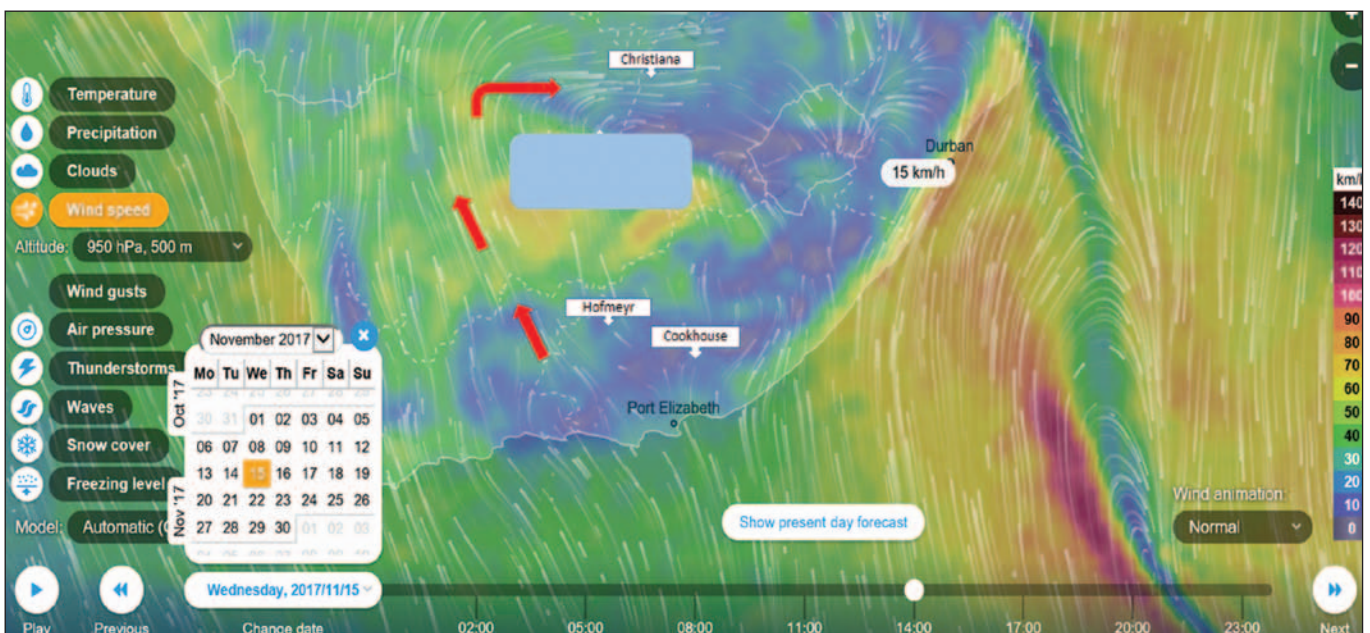 Christiana
Temperature
Precipitation
Durban
Clouds
15 km/h
km/
Wind speed
140
130
Altitude: 950 hPa, 500 m
120
110
Wind gusts
100
Hofmeyr
90
Air pressure
Cookhouse
80
November 2017
Thunderstorms
70
Mo Tu We Th Fr Sa Su
60
Oct '17
30 31 01 02 03 04 05
Waves
Port Elizabeth
50
06 07 08 09 10 11 12
Snow cover
40
13 14 15 16 17 18 19
30
Freezing level
20 21 22 23 24 25 26
20
Nov '17
Wind animation:
27 28 29 30 01 02 03
10
Model: Automatic (
Show present day forecast
Normal
0
Wednesday, 2017/11/15
Play Previous Change date 02:00 05:00 08:00 11:00 14:00 17:00 20:00 23:00 Next